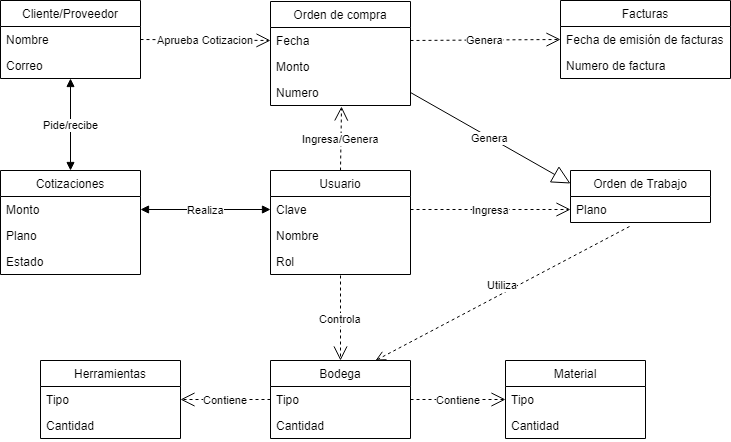 Cliente/Proveedor
Nombre
Correo
Aprueba Cotizacion
Orden de compra
Fecha
Monto
Numero
Genera
Facturas
Fecha de emisión de facturas
Numero de factura
Pide/recibe
Ingresa/Genera
Genera
Cotizaciones
Monto
Plano
Estado
Realiza
Usuario
Clave
Nombre
Rol
Ingresa
Orden de Trabajo
Plano
Controla
Utiliza
Herramientas
Tipo
Cantidad
Contiene
Bodega
Tipo
Cantidad
Contiene
Material
Tipo
Cantidad